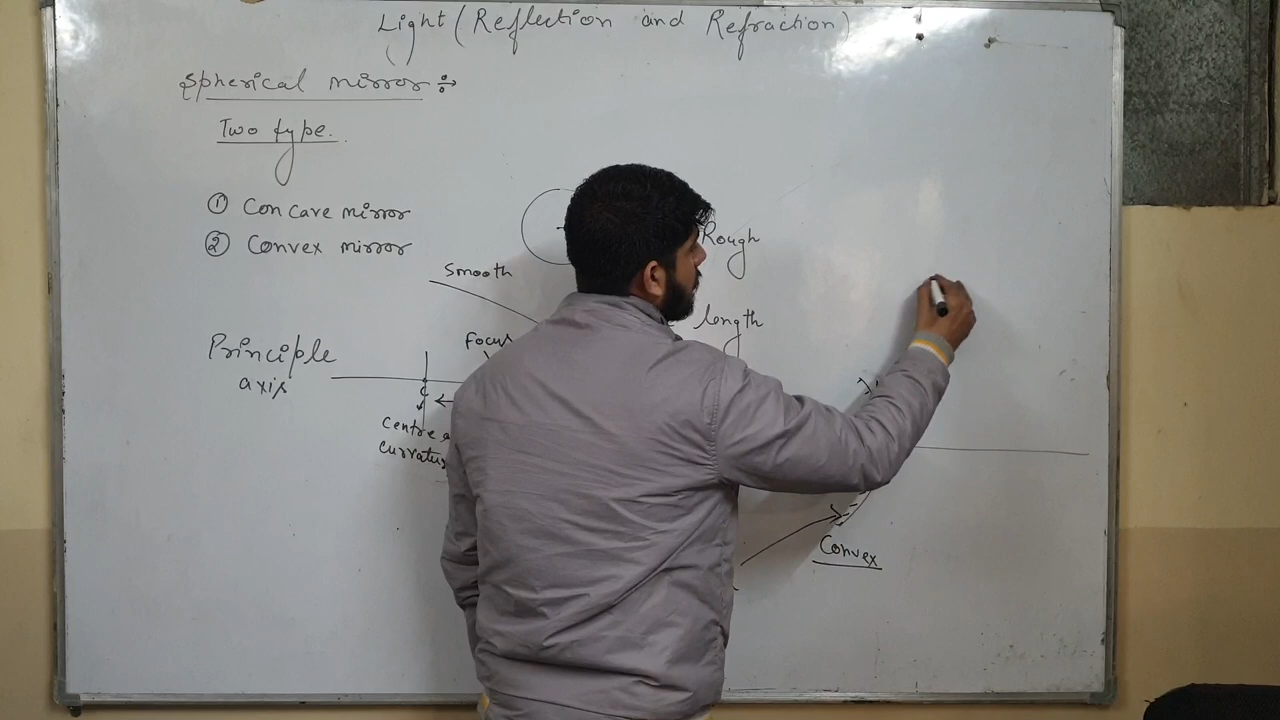 Light (Reflection and Refraction)
Spherical mirror :-
Two type.
① Concave mirror
② Convex mirror
Rough
Smooth
length
Focus
Principle
axis
C
Centre
curvatu
Convex